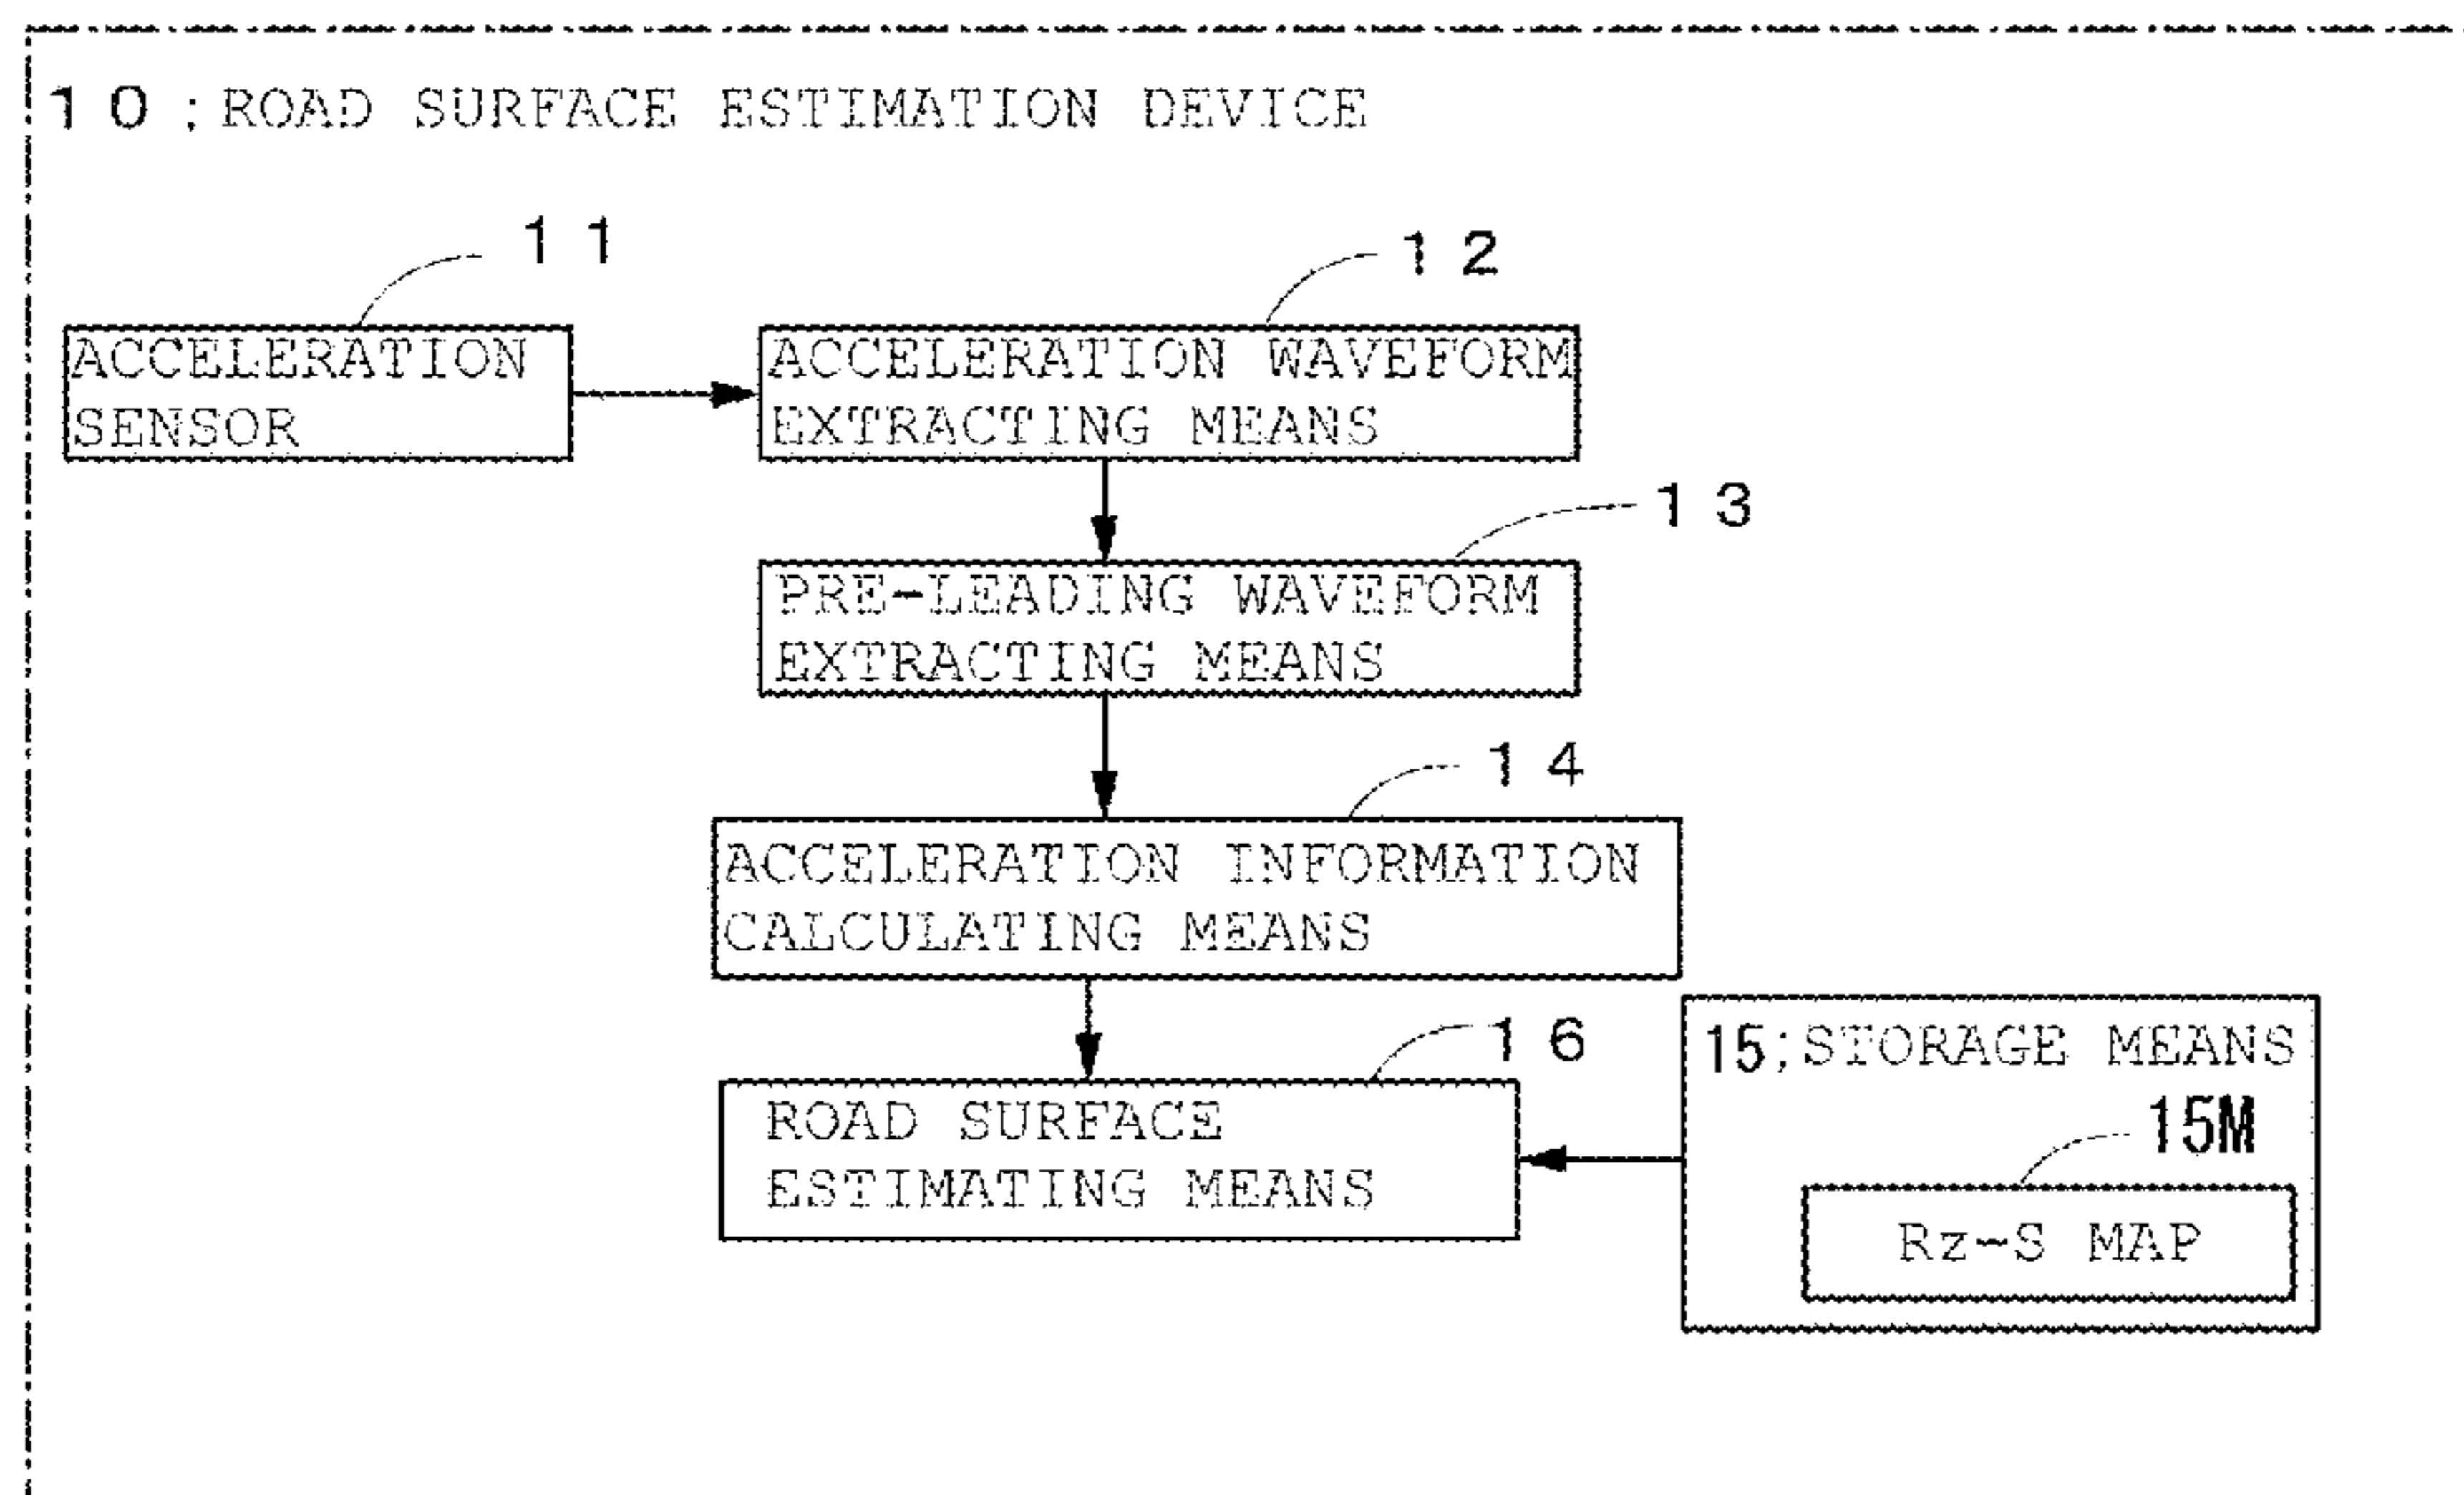 10;ROAD SURFACE ESTIMATION DEVICE
11
12
ACCELERATION
SENSOR
ACCELERATION WAVEFORM
EXTRACTING MEANS
13
PRE-LEADING WAVEFORM
EXTRACTING MEANS
14
ACCELERATION INFORMATION
CALCULATING MEANS
16
ROAD SURFACE
ESTIMATING MEANS
15;STORAGE MEANS
15M
Rz-S MAP